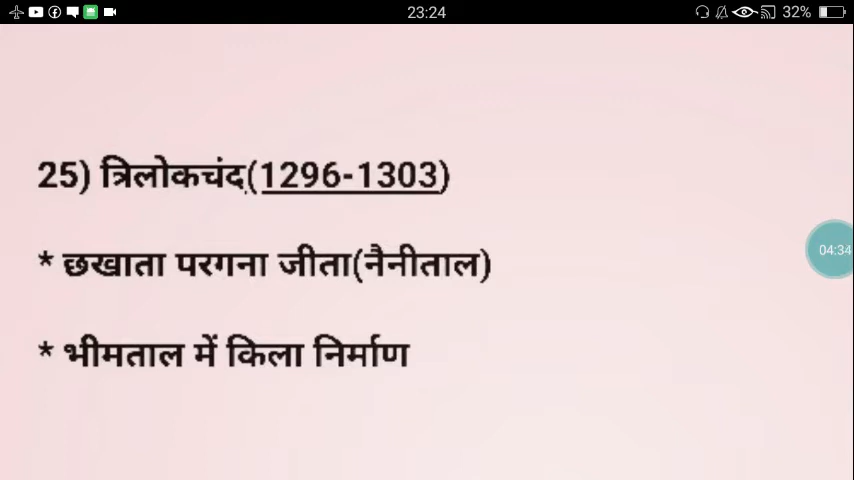 23:24
32%
25) त्रिलोकचंद(1296-1303)
* छखाता परगना जीता(नैनीताल)
04:34
* भीमताल में किला निर्माण